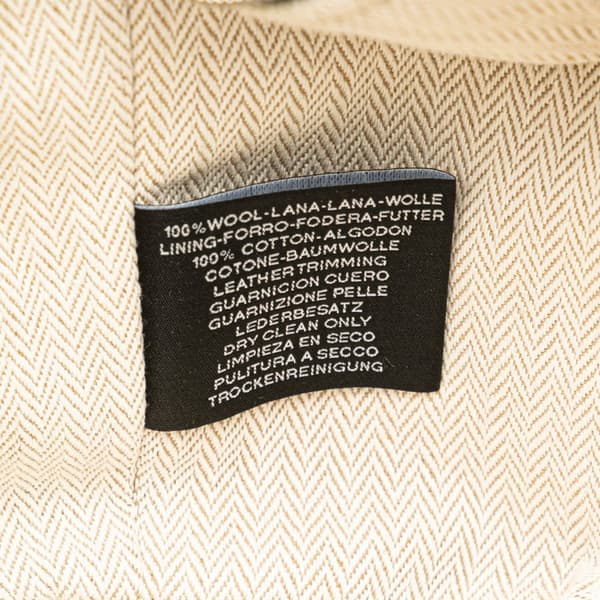 100% WOOL-LANA-LANA-WOLLE
LINING-FORRO-FODERA-FUTTER
100% COTTON-ALGODON
COTONE-BAUMWOLLE
LEATHER TRIMMING
GUARNICION CUERO
GUARNIZIONE PELLE
LEDERBESATZ
DRY CLEAN ONLY
LIMPIEZA EN SECO
PULITURA A SECCO
TROCKENREINIGUNG